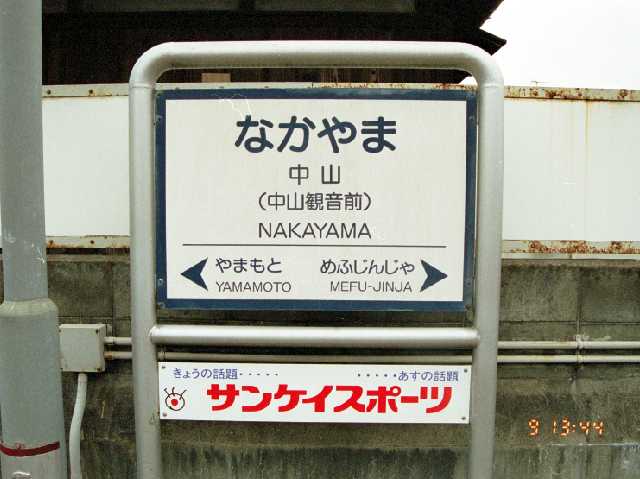 なかやま
中山
(中山観音前)
NAKAYAMA
やまもと めふじんじゃ
YAMAMOTO MEFU-JINJA
きょうの話題・・・・・ ・・・・・あすの話題
サンケイスポーツ
9 13:44